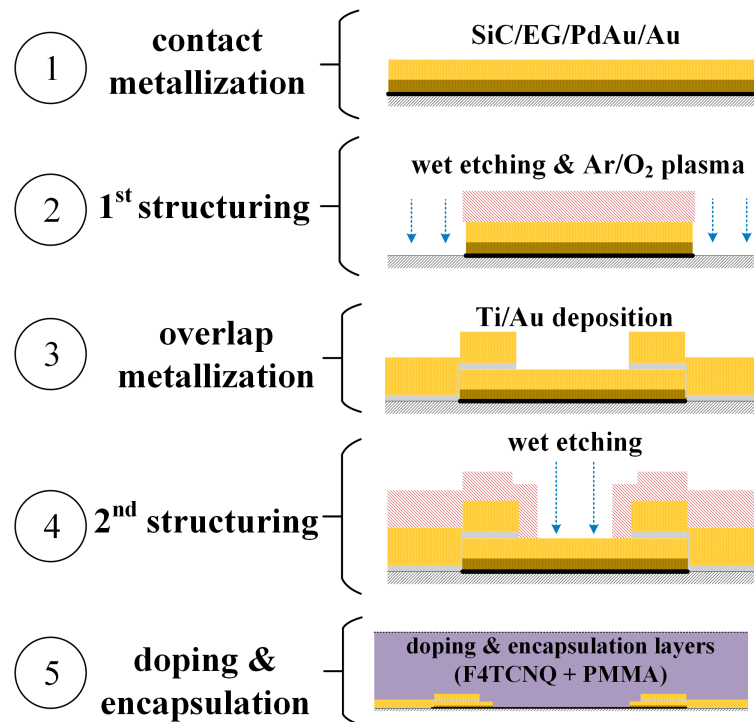 1
contact
metallization
SiC/EG/PdAu/Au
2
1st structuring
wet etching & Ar/O₂ plasma
3
overlap
metallization
Ti/Au deposition
4
2nd structuring
wet etching
5
doping &
encapsulation
doping & encapsulation layers
(F4TCNQ + PMMA)